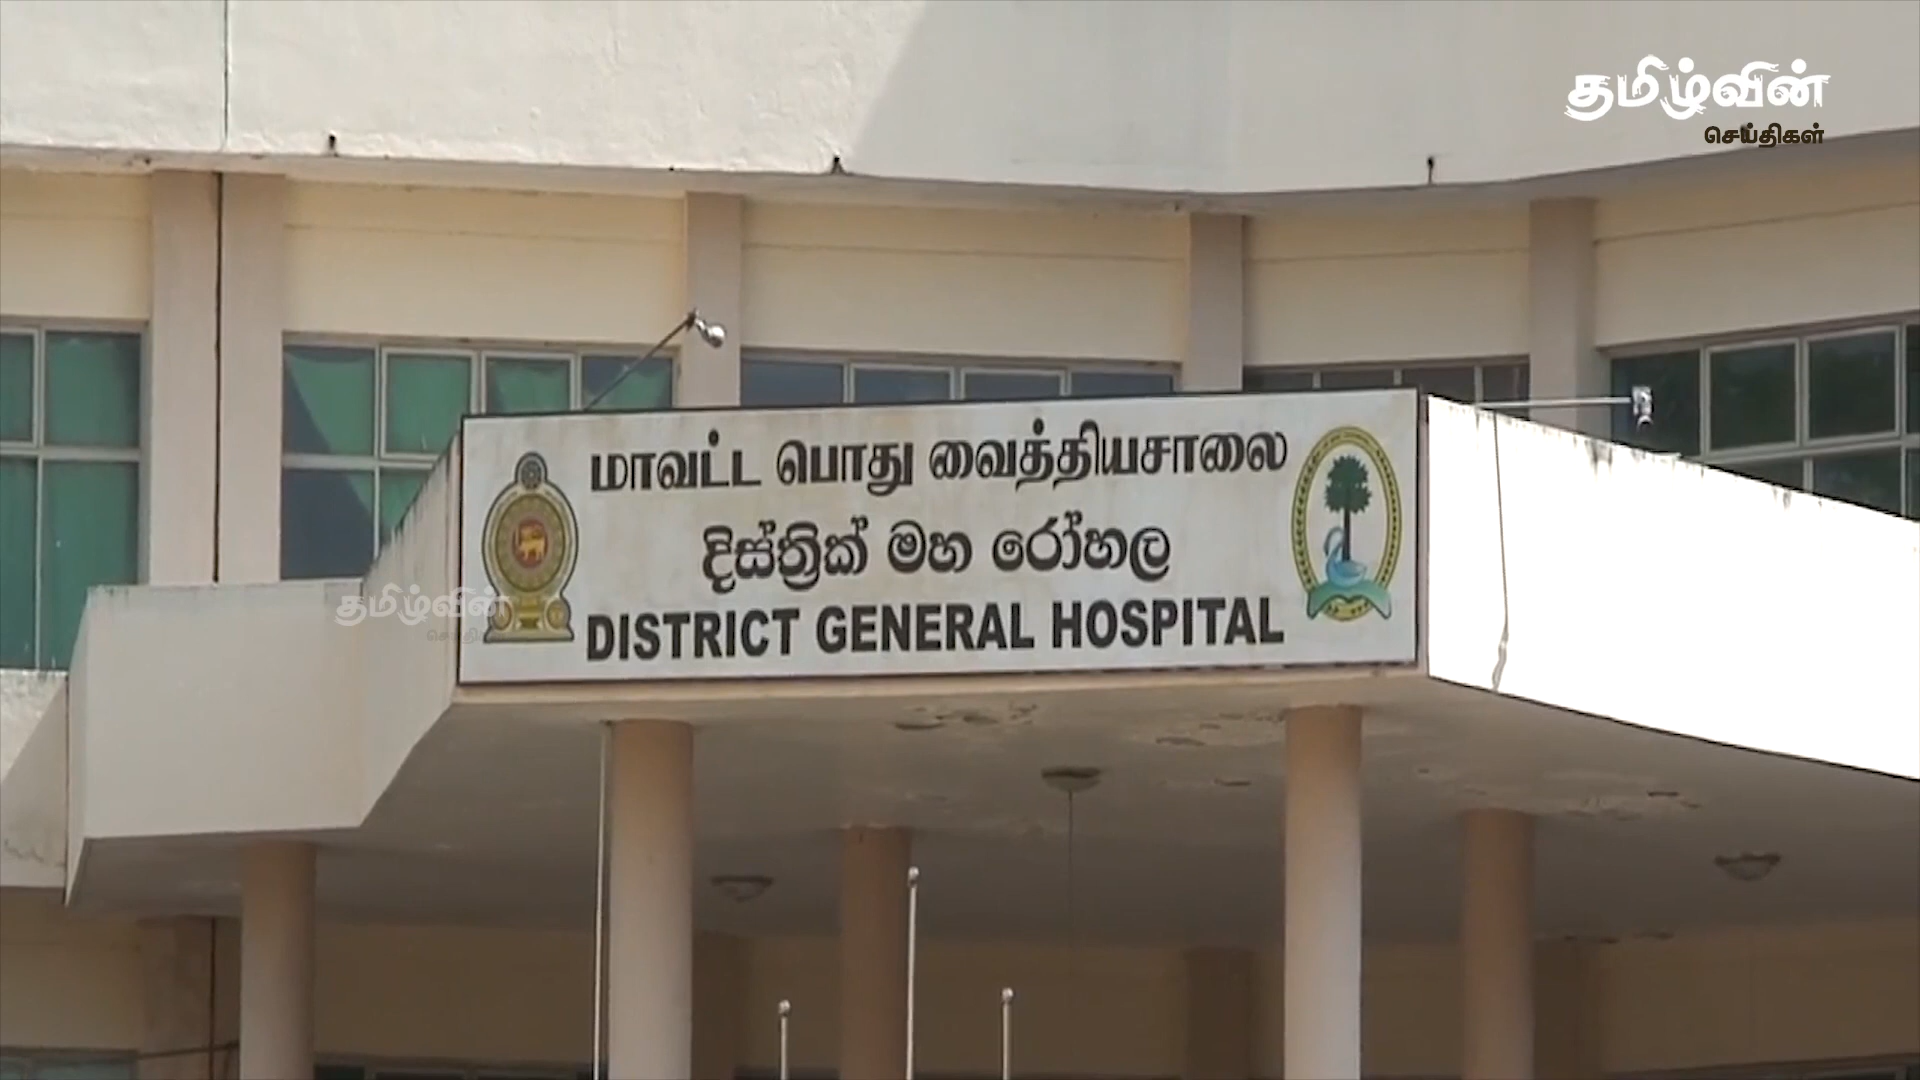 தமிழ்வின்
செய்திகள்
மாவட்ட பொது வைத்தியசாலை
දිස්ත්‍රික් මහ රෝහල
DISTRICT GENERAL HOSPITAL
தமிழ்வின்